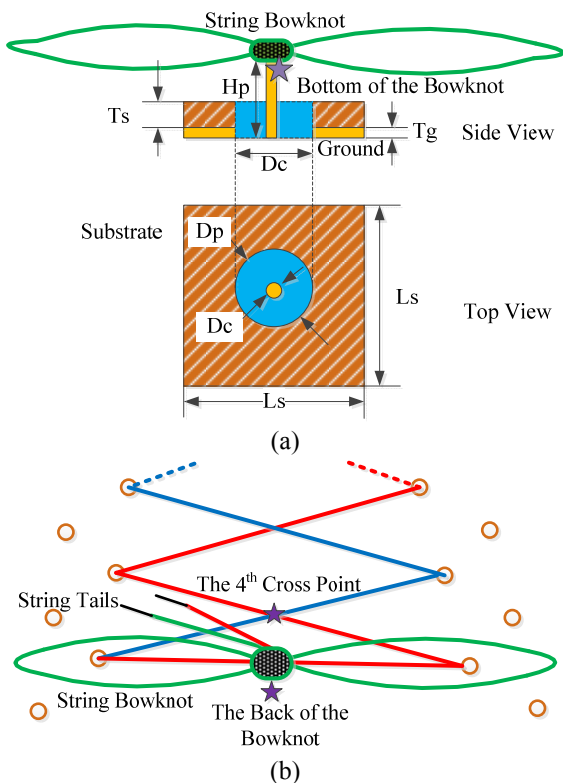 String Bowknot
Hp
Bottom of the Bowknot
Ts
Tg
Side View
Ground
Dc
Substrate
Dp
Ls
Dc
Top View
Ls
(a)
The 4th Cross Point
String Tails
String Bowknot
The Back of the
Bowknot
(b)